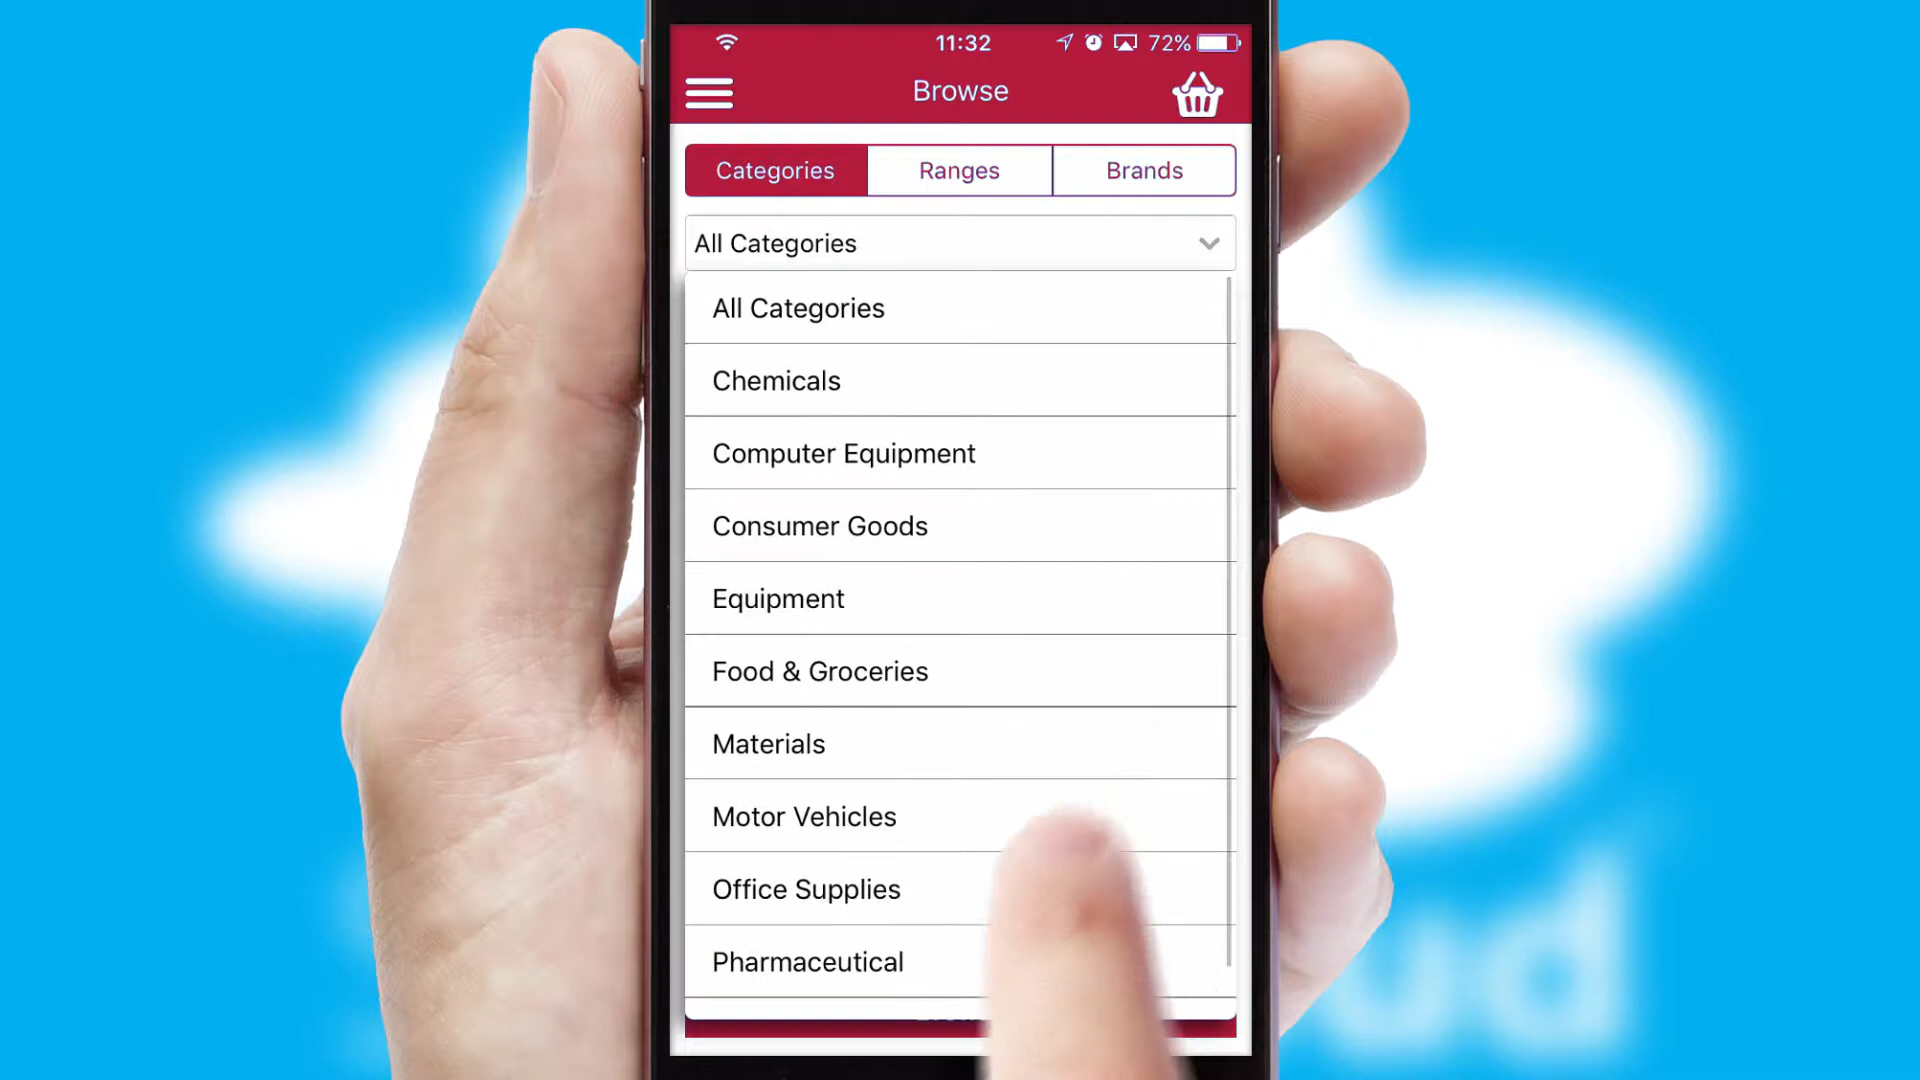 11:32 72%
Browse
Categories Ranges Brands
All Categories
All Categories
Chemicals
Computer Equipment
Consumer Goods
Equipment
Food & Groceries
Materials
Motor Vehicles
Office Supplies
Pharmaceutical